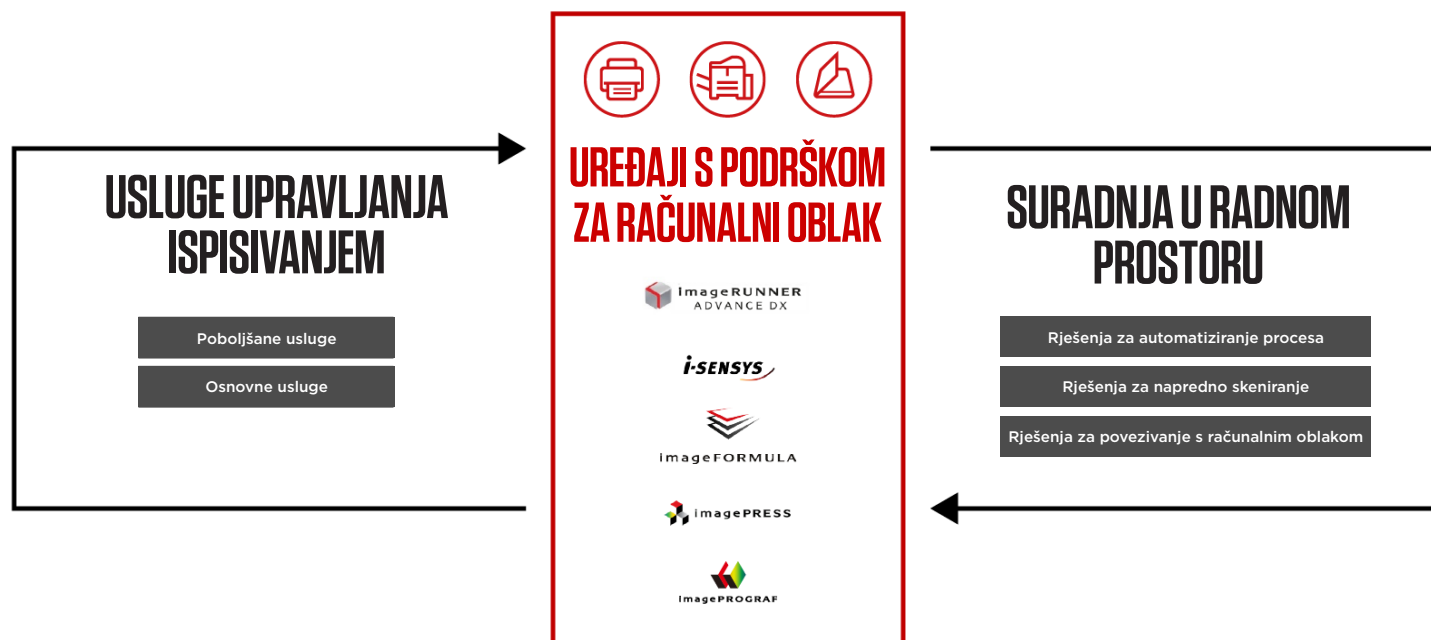 USLUGE UPRAVLJANJA
ISPISIVANJEM
Poboljšane usluge
Osnovne usluge
UREĐAJI S PODRŠKOM
ZA RAČUNALNI OBLAK
imageRUNNER
ADVANCE DX
i-SENSYS
imageFORMULA
imagePRESS
imagePROGRAF
SURADNJA U RADNOM
PROSTORU
Rješenja za automatiziranje procesa
Rješenja za napredno skeniranje
Rješenja za povezivanje s računalnim oblakom